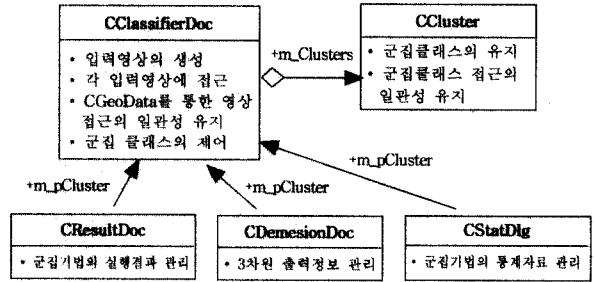 CClassifierDoc
• 입력영상의 생성
• 각 입력영상에 접근
• CGeoData를 통한 영상
접근의 일관성 유지
• 군집 클래스의 제어
+m_Clusters
CCluster
• 군집클래스의 유지
• 군집클래스 접근의
일관성 유지
+m_pCluster
+m_pCluster
+m_pCluster
CResultDoc
• 군집기법의 실행결과 관리
CDemesionDoc
• 3차원 출력정보 관리
CStatDlg
• 군집기법의 통계자료 관리